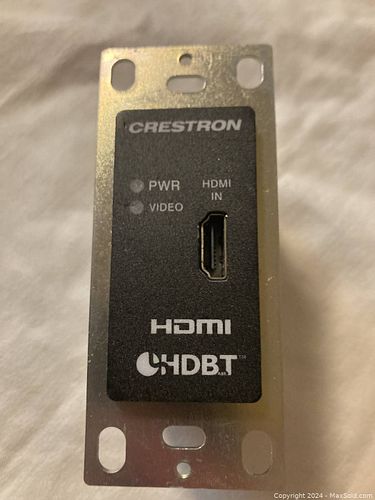 CRESTRON
PWR
VIDEO
HDMI
IN
HDMI
HDBT
Copyright 2024 - MaxSold.com